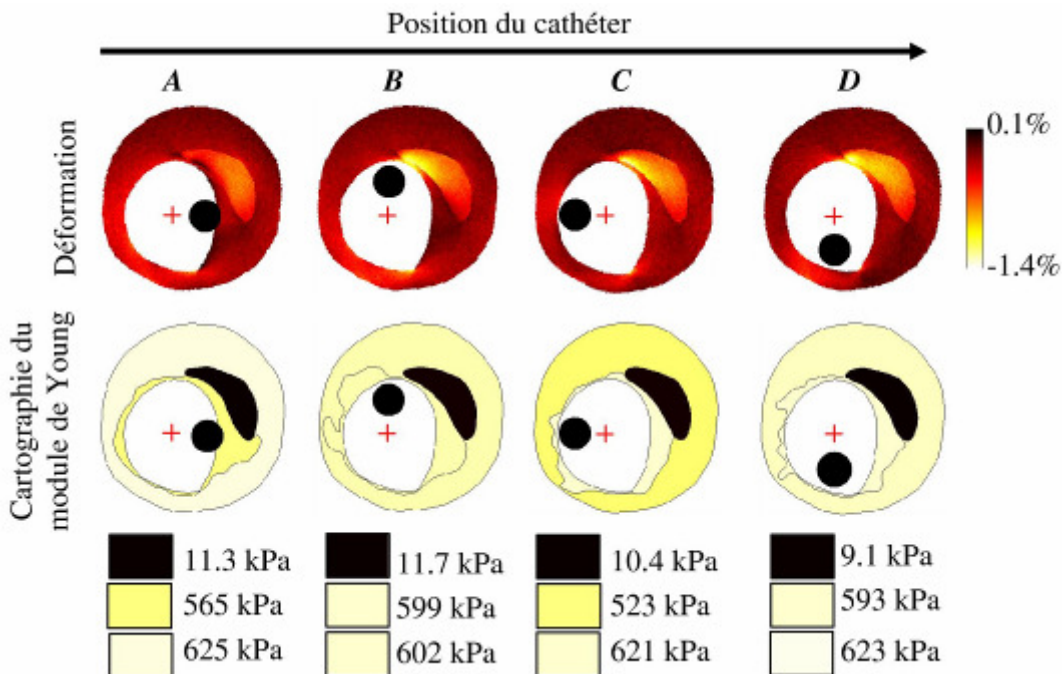 Position du cathéter
A B C D
Déformation
0.1%
-1.4%
Cartographie du
module de Young
11.3 kPa 11.7 kPa 10.4 kPa 9.1 kPa
565 kPa 599 kPa 523 kPa 593 kPa
625 kPa 602 kPa 621 kPa 623 kPa